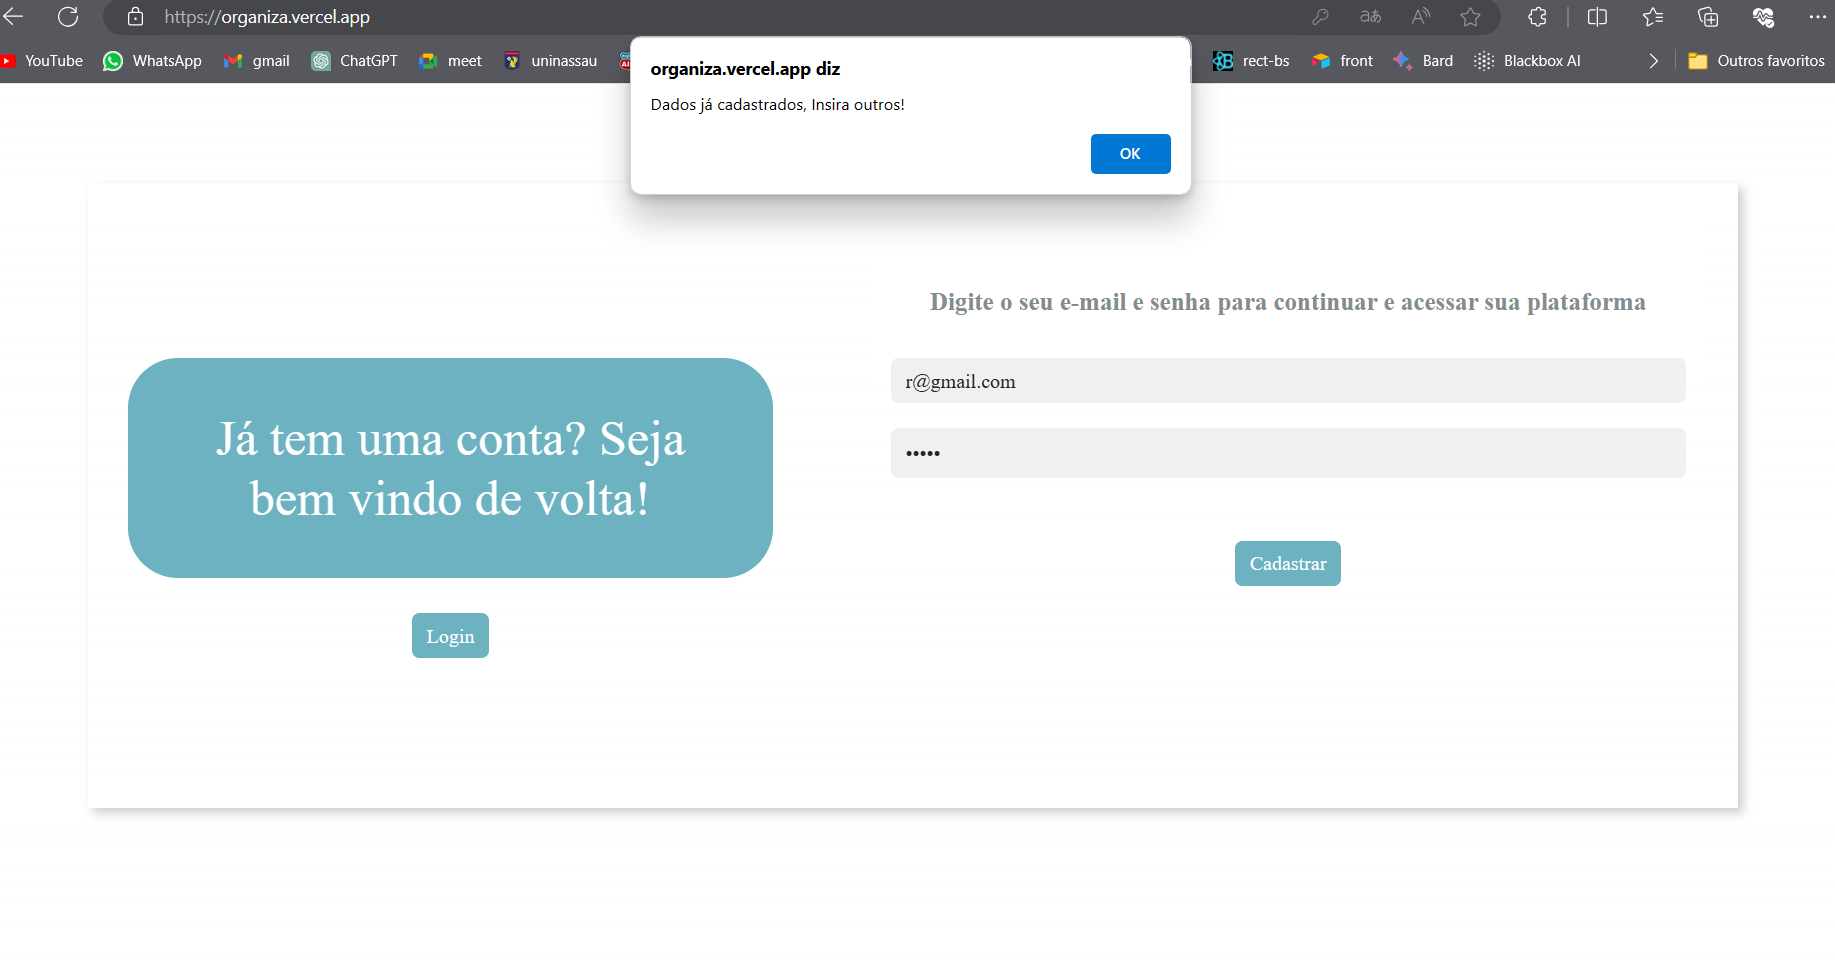 https://organiza.vercel.app
YouTube WhatsApp gmail ChatGPT meet uninassau rect-bs front Bard Blackbox AI Outros favoritos
organiza.vercel.app diz
Dados já cadastrados, Insira outros!
OK
Digite o seu e-mail e senha para continuar e acessar sua plataforma
r@gmail.com
•••••
Já tem uma conta? Seja
bem vindo de volta!
Cadastrar
Login